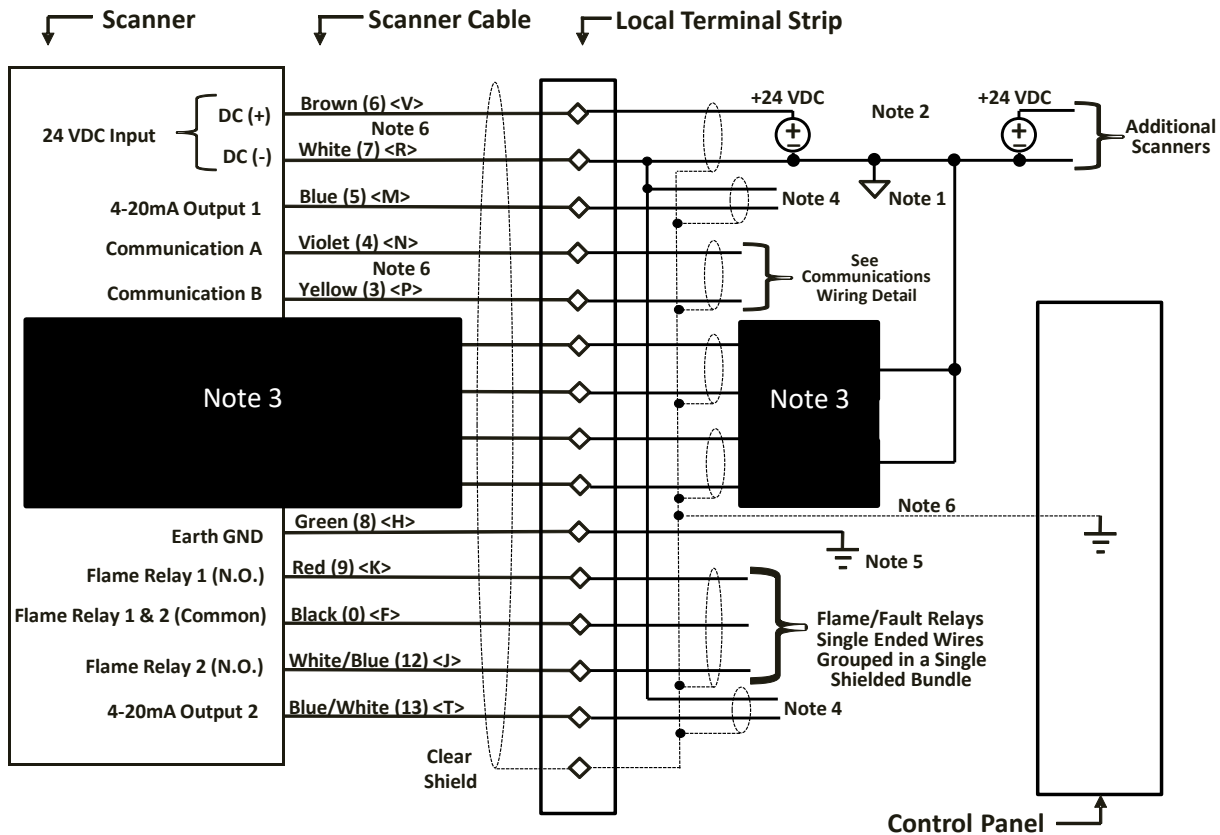 Scanner
Scanner Cable
Local Terminal Strip
24 VDC Input
DC (+)
Brown (6) <V>
Note 6
DC (-)
White (7) <R>
+24 VDC
Note 2
+24 VDC
Additional
Scanners
4-20mA Output 1
Blue (5) <M>
Note 4
Note 1
Communication A
Violet (4) <N>
Note 6
Communication B
Yellow (3) <P>
See
Communications
Wiring Detail
Note 3
Note 3
Note 6
Earth GND
Green (8) <H>
Note 5
Flame Relay 1 (N.O.)
Red (9) <K>
Flame Relay 1 & 2 (Common)
Black (0) <F>
Flame Relay 2 (N.O.)
White/Blue (12) <J>
Flame/Fault Relays
Single Ended Wires
Grouped in a Single
Shielded Bundle
4-20mA Output 2
Blue/White (13) <T>
Note 4
Clear
Shield
Control Panel